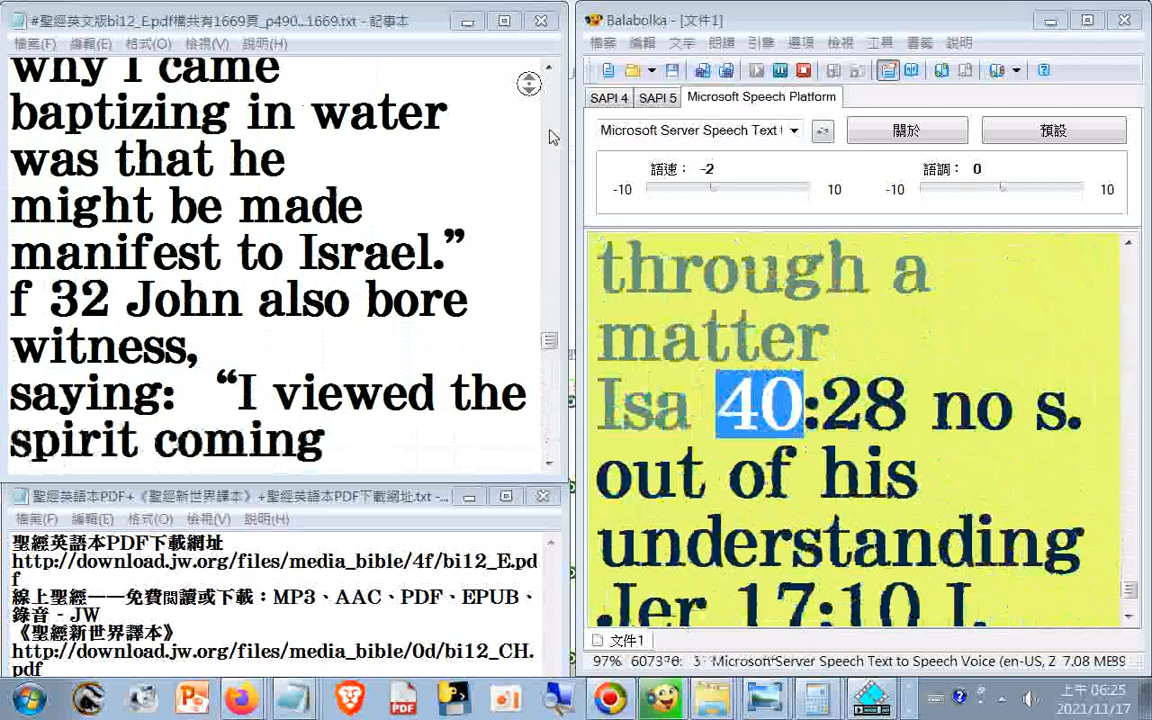 #聖經英文版bi12_E.pdf檔共有1669頁_p490...1669.txt - 記事本
檔案(F) 編輯(E) 格式(O) 檢視(V) 說明(H)
why I came
baptizing in water
was that he
might be made
manifest to Israel.”
f 32 John also bore
witness,
saying: “I viewed the
spirit coming
聖經英語本PDF+《聖經新世界譯本》+聖經英語本PDF下載網址.txt - ...
檔案(F) 編輯(E) 格式(O) 檢視(V) 說明(H)
聖經英語本PDF下載網址
http://download.jw.org/files/media_bible/4f/bi12_E.pd
f
線上聖經——免費閱讀或下載：MP3、AAC、PDF、EPUB、
錄音 - JW
《聖經新世界譯本》
http://download.jw.org/files/media_bible/0d/bi12_CH.
pdf
Balabolka - [文件1]
檔案 編輯 文字 朗讀 引擎 選項 檢視 工具 書籤 說明
SAPI 4 SAPI 5 Microsoft Speech Platform
Microsoft Server Speech Text
關於 預設
語速： -2 語調： 0
-10 10 -10 10
through a
matter
Isa 40:28 no s.
out of his
understanding
Jer 17:10 I,
文件1
97% Microsoft Server Speech Text to Speech Voice (en-US, Z 7.08 MB
上午 06:25
2021/11/17